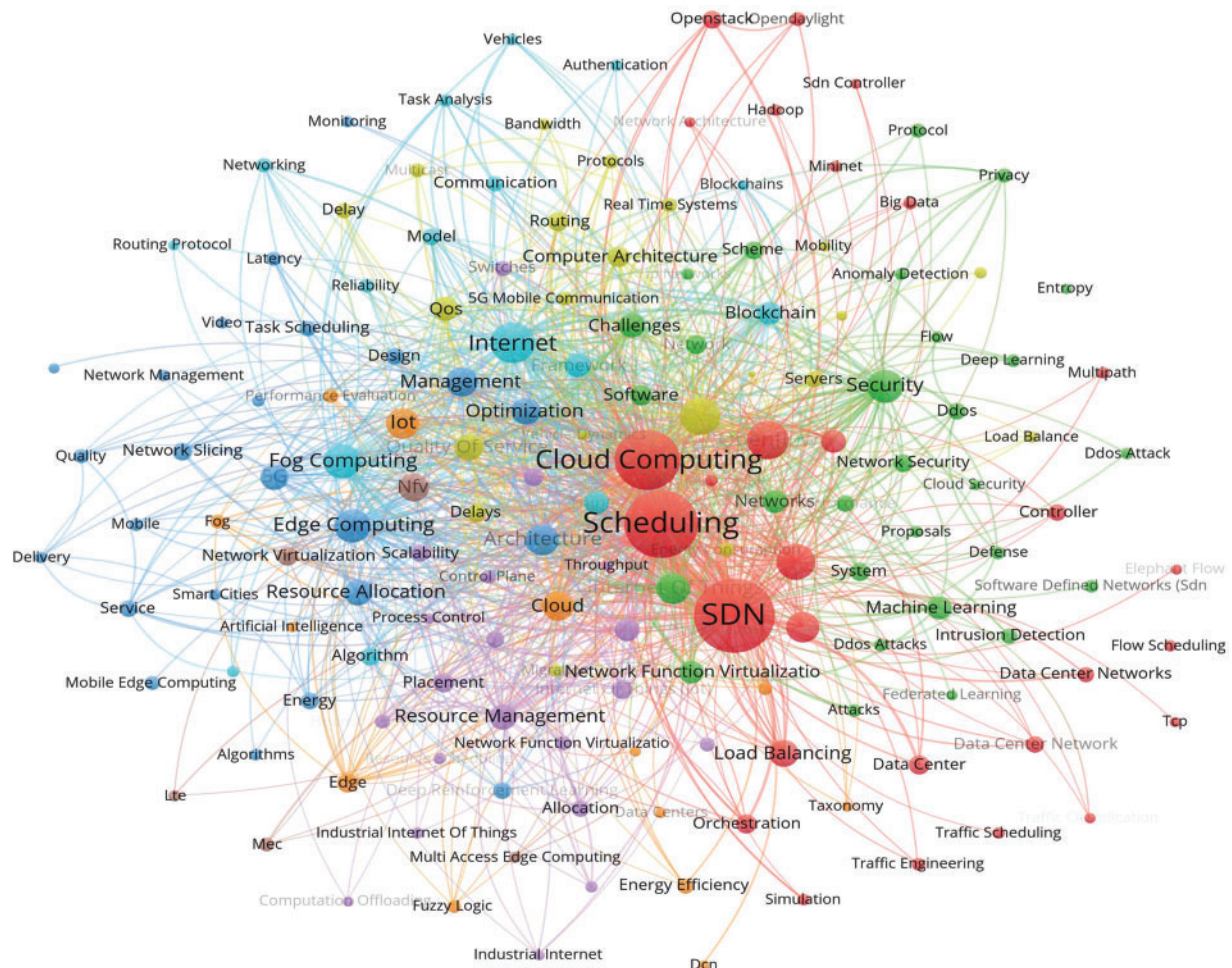 Openstack
Opendaylight
Vehicles
Authentication
Sdn Controller
Task Analysis
Hadoop
Monitoring
Bandwidth
Network Architecture
Protocol
Networking
Multicast
Protocols
Mininet
Communication
Blockchains
Privacy
Delay
Routing
Real Time Systems
Big Data
Routing Protocol
Model
Latency
Computer Architecture
Scheme
Mobility
Switches
Anomaly Detection
Reliability
5G Mobile Communication
Entropy
Video
Task Scheduling
Qos
Challenges
Blockchain
Internet
Network
Flow
Design
Framework
Deep Learning
Network Management
Management
Software
Servers
Security
Multipath
Performance Evaluation
Optimization
Iot
Ddos
Quality Of Service
Load Balance
Quality
Network Slicing
Fog Computing
Cloud Computing
Network Security
Ddos Attack
5G
Nfv
Cloud Security
Networks
Mobile
Fog
Edge Computing
Delays
Scheduling
Controller
Architecture
Proposals
Delivery
Network Virtualization
Scalability
Throughput
Defense
Control Plane
System
Elephant Flow
Smart Cities
Resource Allocation
Software Defined Networks (Sdn
Service
Cloud
SDN
Machine Learning
Artificial Intelligence
Process Control
Intrusion Detection
Algorithm
Ddos Attacks
Flow Scheduling
Network Function Virtualizatio
Data Center Networks
Mobile Edge Computing
Placement
Federated Learning
Energy
Attacks
Resource Management
Tcp
Algorithms
Network Function Virtualizatio
Load Balancing
Data Center Network
Data Center
Edge
Deep Reinforcement Learning
Lte
Allocation
Data Centers
Taxonomy
Traffic Classification
Orchestration
Industrial Internet Of Things
Traffic Scheduling
Mec
Multi Access Edge Computing
Traffic Engineering
Energy Efficiency
Computation Offloading
Fuzzy Logic
Simulation
Industrial Internet
Dcn